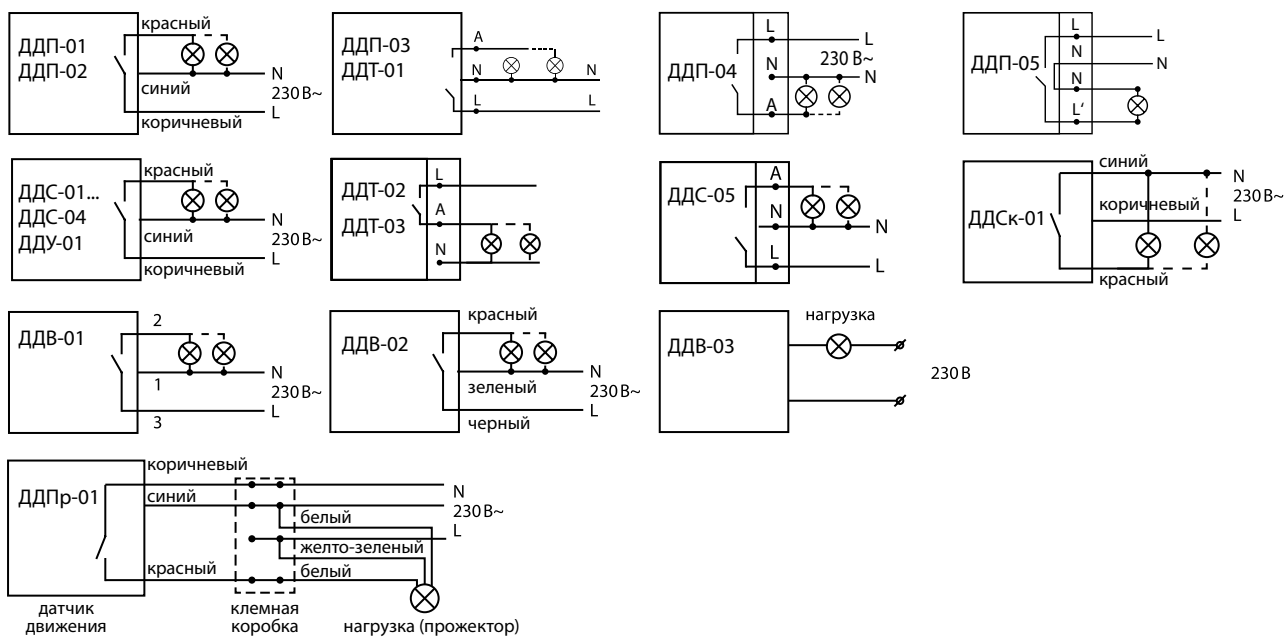 ДДП-01
ДДП-02
красный
синий
коричневый
N
230 В~
L
ДДП-03
ДДТ-01
A
N
L
N
L
ДДП-04
L
N
A
L
230 В~
N
ДДП-05
L
N
N
L‘
L
N
ДДС-01...
ДДС-04
ДДУ-01
красный
синий
коричневый
N
230 В~
L
ДДТ-02
ДДТ-03
L
A
N
ДДС-05
A
N
L
N
L
ДДСк-01
синий
коричневый
красный
N
230 В~
L
ДДВ-01
2
1
3
N
230 В~
L
ДДВ-02
красный
зеленый
черный
N
230 В~
L
ДДВ-03
нагрузка
230 В
ДДПр-01
коричневый
синий
красный
белый
желто-зеленый
белый
N
230 В~
L
датчик
движения
клемная
коробка
нагрузка (прожектор)